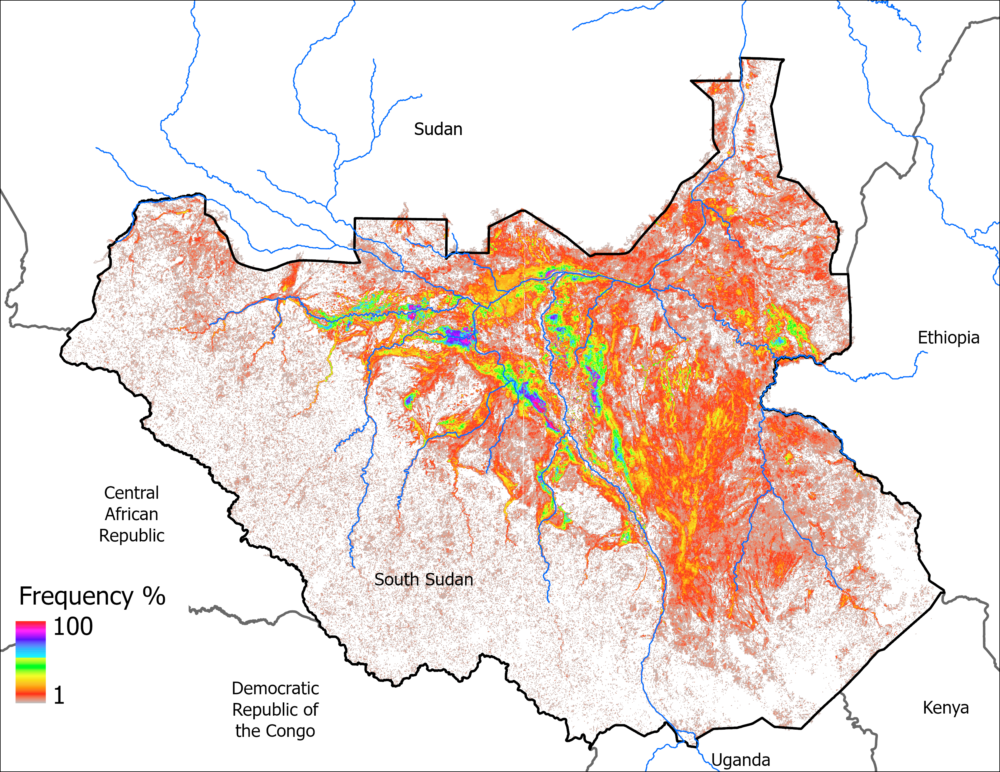 Sudan
Ethiopia
Central
African
Republic
South Sudan
Frequency %
100
1
Democratic
Republic of
the Congo
Kenya
Uganda